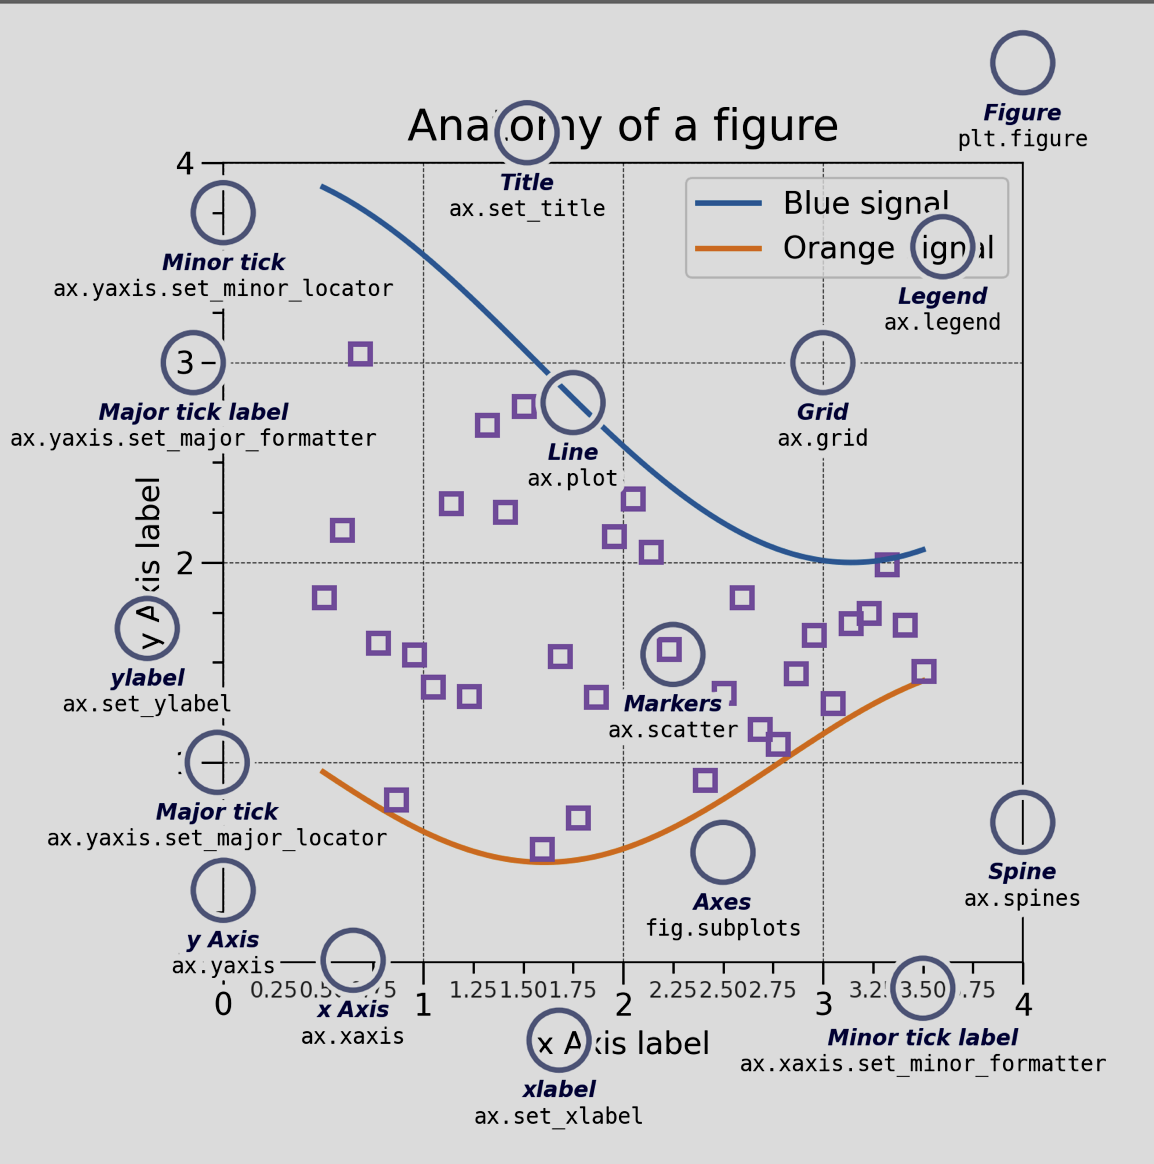 Figure
plt.figure
Anatomy of a figure
Title
ax.set_title
4
Blue signal
Orange signal
Legend
ax.legend
Minor tick
ax.yaxis.set_minor_locator
3
Major tick label
ax.yaxis.set_major_formatter
Grid
ax.grid
Line
ax.plot
y Axis label
2
ylabel
ax.set_ylabel
Markers
ax.scatter
Major tick
ax.yaxis.set_major_locator
Axes
fig.subplots
Spine
ax.spines
y Axis
ax.yaxis
0.25 0.5 75 1.25 1.50 1.75 2.25 2.50 2.75 3.2 3.50 .75
0 1 2 3 4
x Axis
ax.xaxis
x Axis label
xlabel
ax.set_xlabel
Minor tick label
ax.xaxis.set_minor_formatter